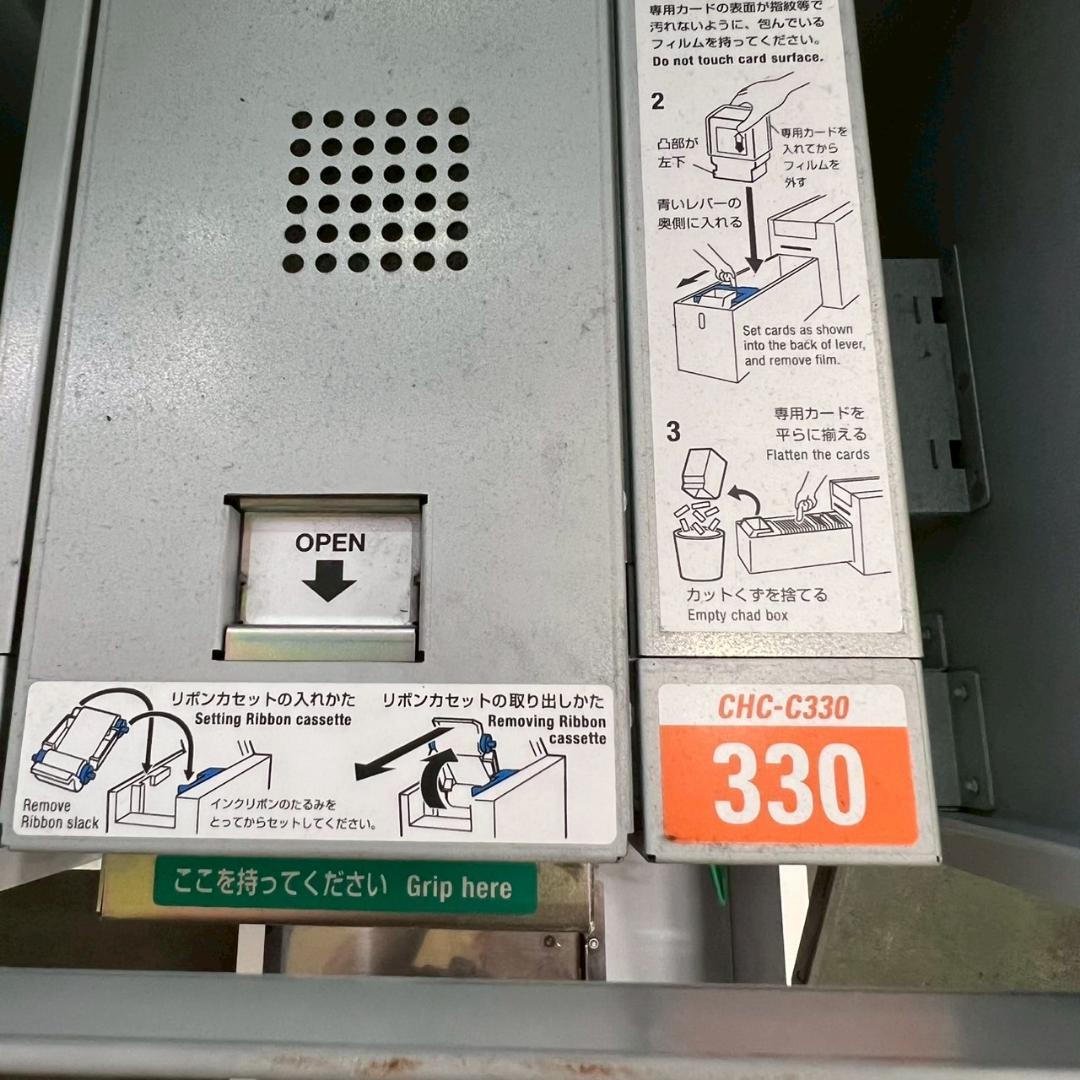 専用カードの表面が指紋等で
汚れないように、包んでいる
フィルムを持ってください。
Do not touch card surface.
2
凸部が
左下
専用カードを
入れてから
フィルムを
外す
青いレバーの
奥側に入れる
Set cards as shown
into the back of lever,
and remove film.
3
専用カードを
平らに揃える
Flatten the cards
カットくずを捨てる
Empty chad box
OPEN
リボンカセットの入れかた
Setting Ribbon cassette
Remove
Ribbon slack
インクリボンのたるみを
とってからセットしてください。
リボンカセットの取り出しかた
Removing Ribbon
cassette
CHC-C330
330
ここを持ってください Grip here